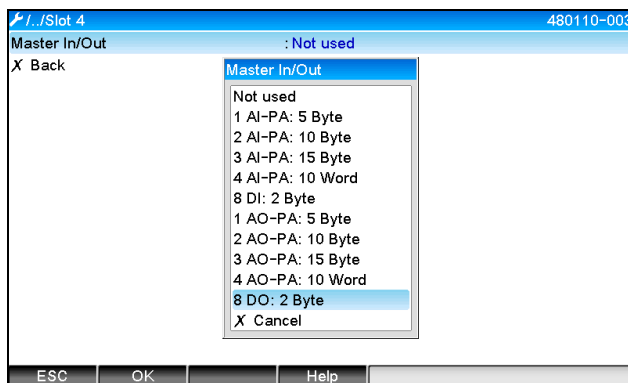 /../Slot 4 480110-003
Master In/Out : Not used
X Back
Master In/Out
Not used
1 AI-PA: 5 Byte
2 AI-PA: 10 Byte
3 AI-PA: 15 Byte
4 AI-PA: 10 Word
8 DI: 2 Byte
1 AO-PA: 5 Byte
2 AO-PA: 10 Byte
3 AO-PA: 15 Byte
4 AO-PA: 10 Word
8 DO: 2 Byte
X Cancel
ESC OK Help